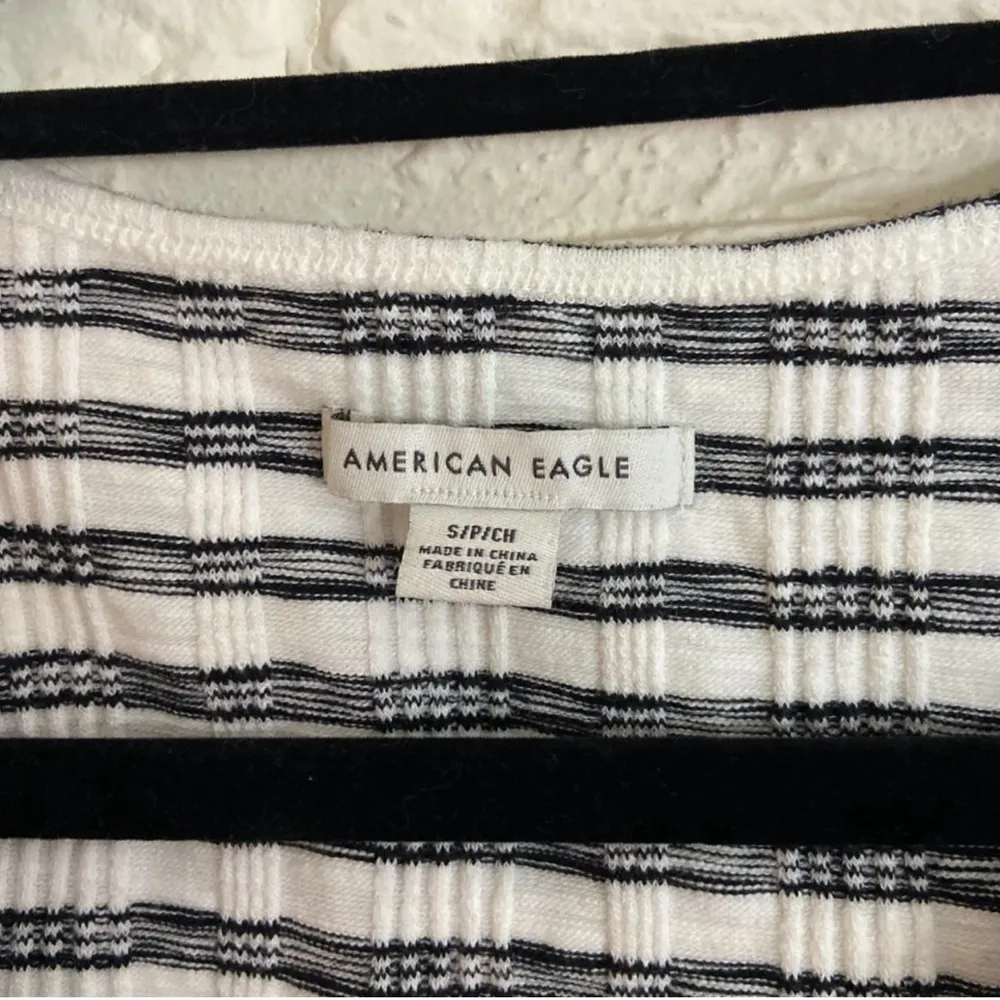 AMERICAN EAGLE
S/P/CH
MADE IN CHINA
FABRIQUÉ EN
CHINE